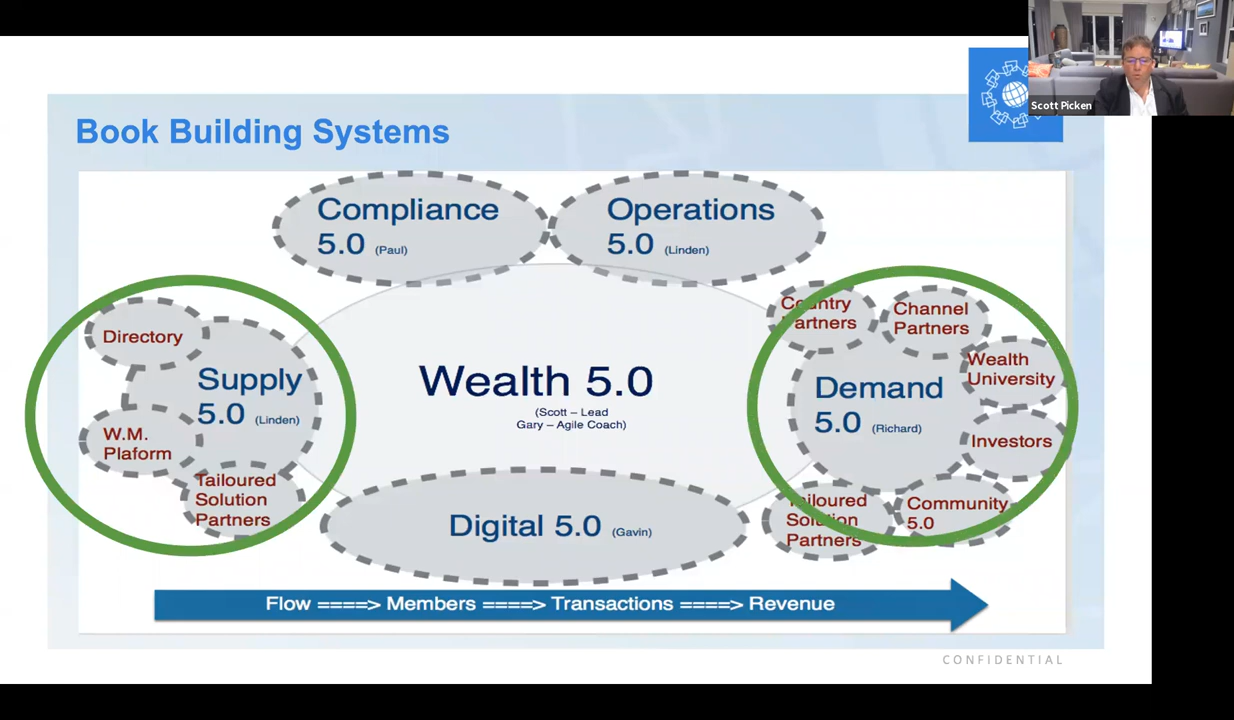 Scott Picken
Book Building Systems
Compliance
5.0 (Paul)
Operations
5.0 (Linden)
Directory
Supply
5.0 (Linden)
W.M.
Plaform
Tailoured
Solution
Partners
Wealth 5.0
(Scott – Lead
Gary – Agile Coach)
Country
Partners
Channel
Partners
Wealth
University
Demand
5.0 (Richard)
Investors
Tailoured
Solution
Partners
Community
5.0
Digital 5.0 (Gavin)
Flow ====> Members ====> Transactions ====> Revenue
CONFIDENTIAL